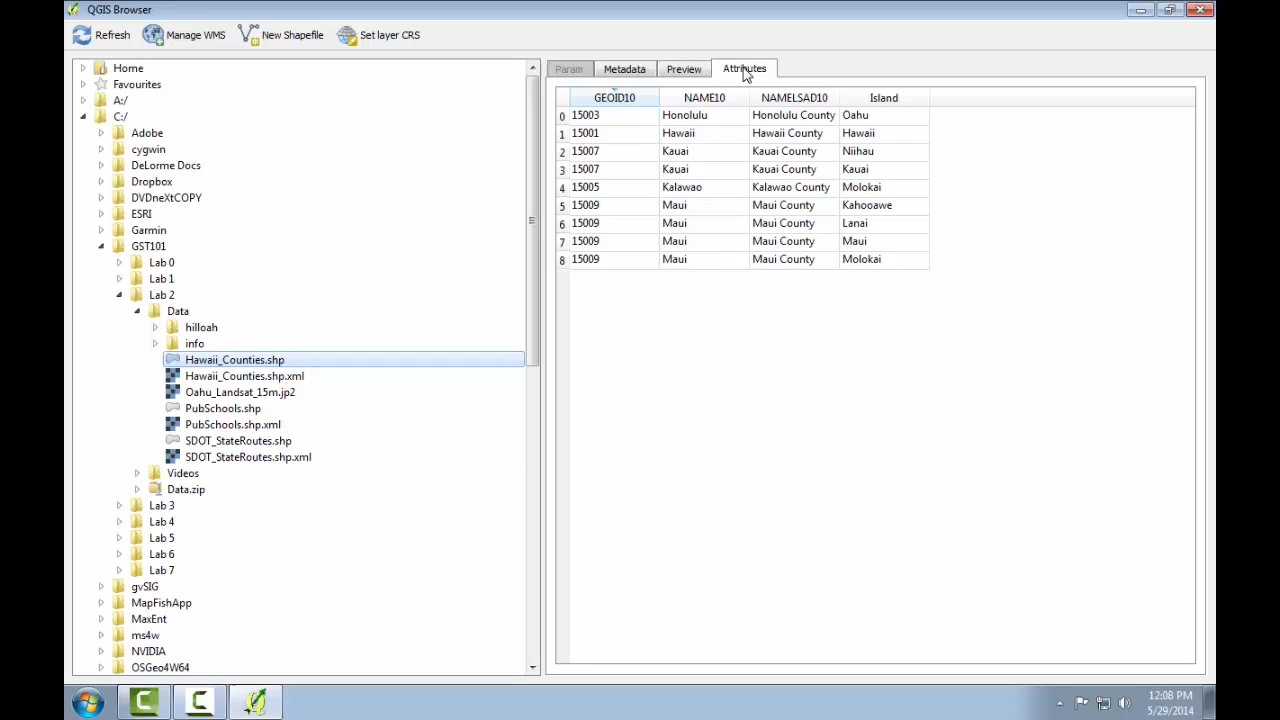 QGIS Browser
Refresh Manage WMS New Shapefile Set layer CRS
Home
Favourites
A:/
C:/
Adobe
cygwin
DeLorme Docs
Dropbox
DVDneXtCOPY
ESRI
Garmin
GST101
Lab 0
Lab 1
Lab 2
Data
hilloah
info
Hawaii_Counties.shp
Hawaii_Counties.shp.xml
Oahu_Landsat_15m.jp2
PubSchools.shp
PubSchools.shp.xml
SDOT_StateRoutes.shp
SDOT_StateRoutes.shp.xml
Videos
Data.zip
Lab 3
Lab 4
Lab 5
Lab 6
Lab 7
gvSIG
MapFishApp
MaxEnt
ms4w
NVIDIA
OSGeo4W64
Param Metadata Preview Attributes
GEOID10 NAME10 NAMELSAD10 Island
0 15003 Honolulu Honolulu County Oahu
1 15001 Hawaii Hawaii County Hawaii
2 15007 Kauai Kauai County Niihau
3 15007 Kauai Kauai County Kauai
4 15005 Kalawao Kalawao County Molokai
5 15009 Maui Maui County Kahooawe
6 15009 Maui Maui County Lanai
7 15009 Maui Maui County Maui
8 15009 Maui Maui County Molokai
12:08 PM
5/29/2014